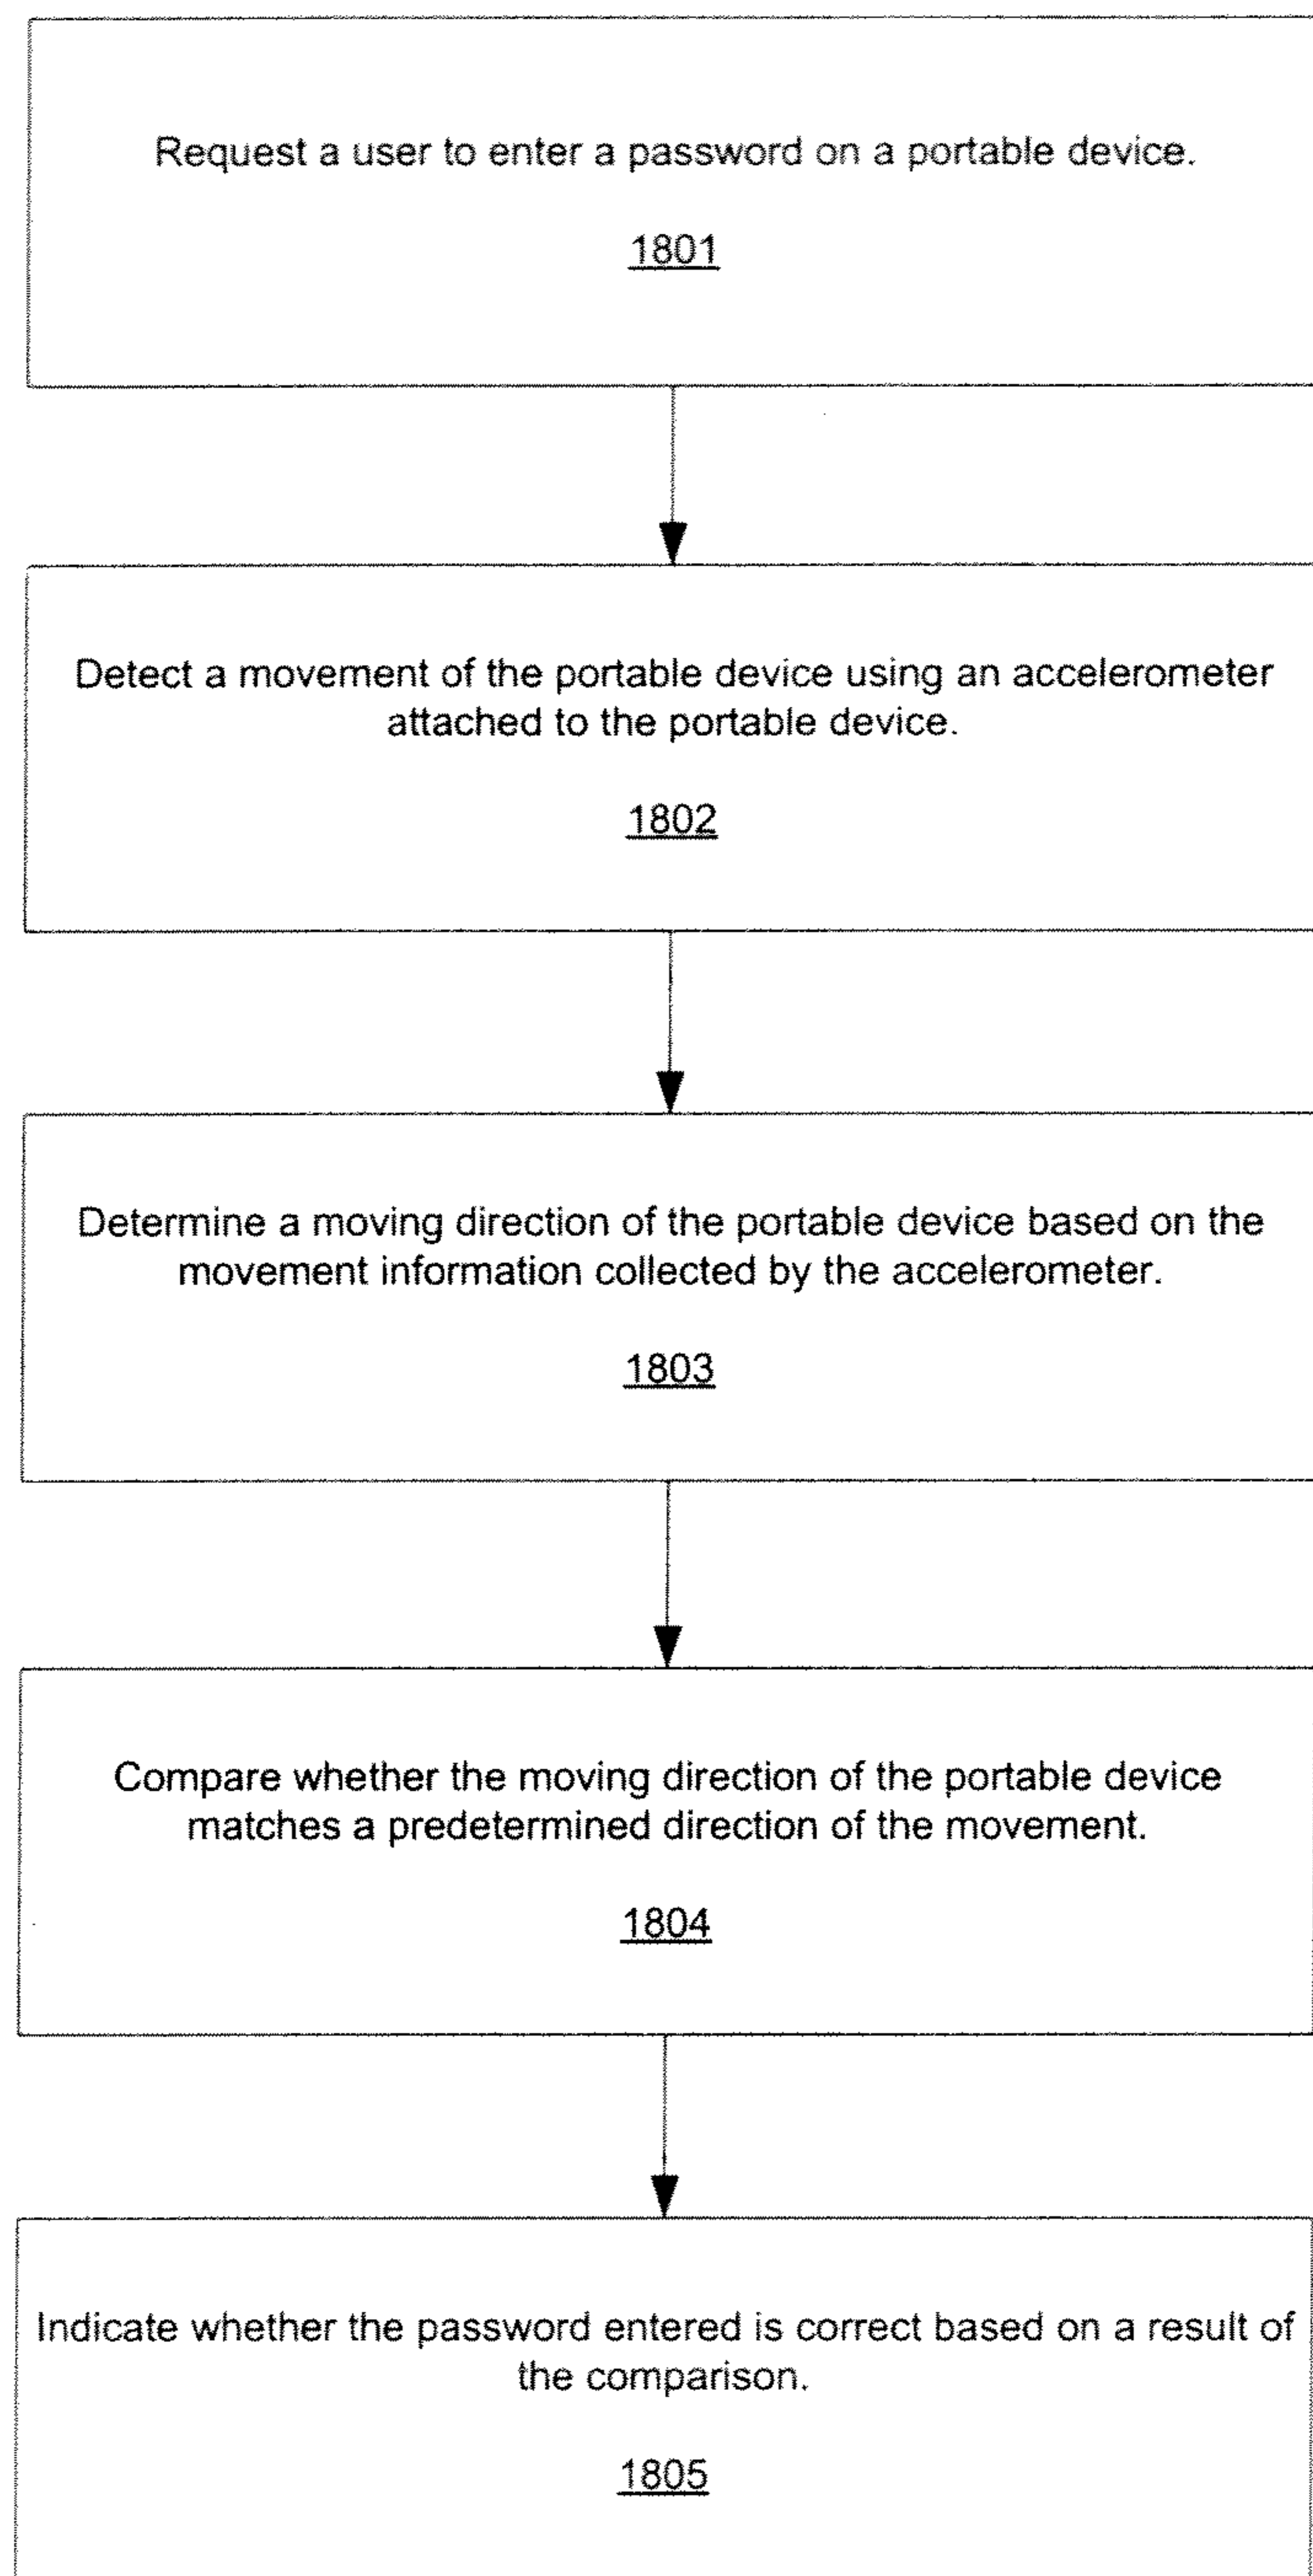 Request a user to enter a password on a portable device.
1801
Detect a movement of the portable device using an accelerometer
attached to the portable device.
1802
Determine a moving direction of the portable device based on the
movement information collected by the accelerometer.
1803
Compare whether the moving direction of the portable device
matches a predetermined direction of the movement.
1804
Indicate whether the password entered is correct based on a result of
the comparison.
1805